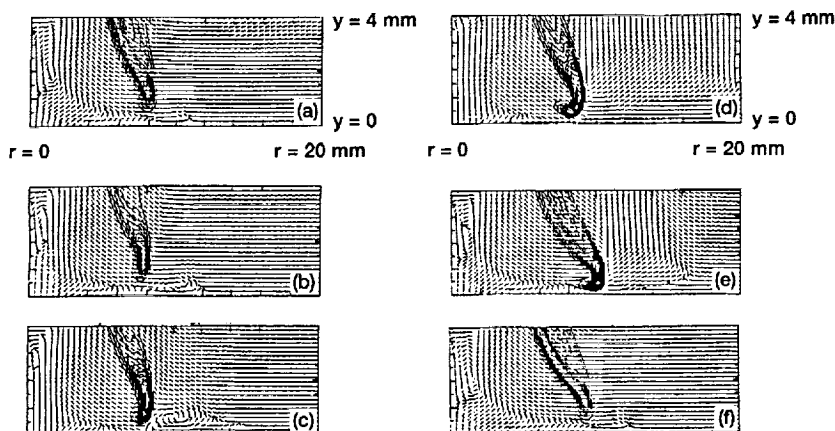 y = 4 mm
(a)
y = 0
r = 0
r = 20 mm
(b)
(c)
y = 4 mm
(d)
y = 0
r = 0
r = 20 mm
(e)
(f)